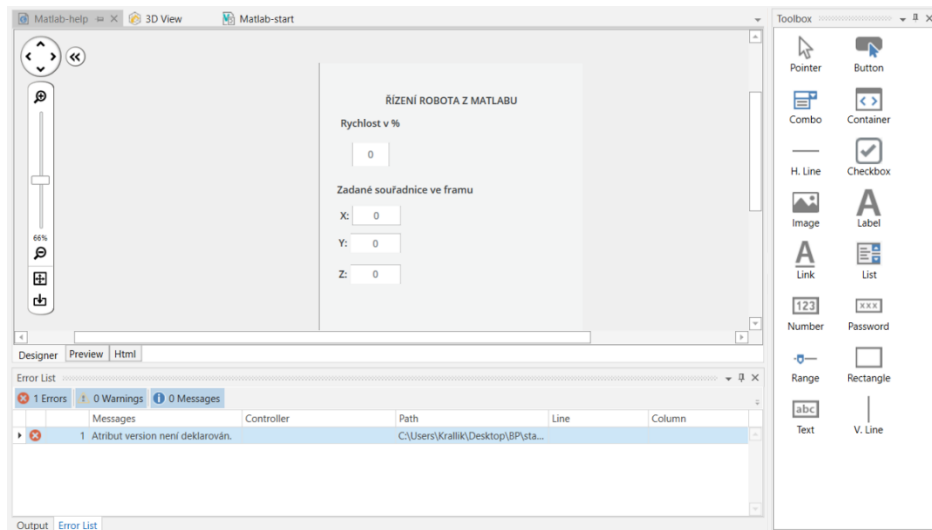 Matlab-help 3D View Matlab-start
ŘÍZENÍ ROBOTA Z MATLABU
Rychlost v %
0
Zadané souřadnice ve framu
X: 0
Y: 0
Z: 0
66%
Designer Preview Html
Error List
1 Errors 0 Warnings 0 Messages
Messages Controller Path Line Column
1 Atribut version není deklarován. C:\Users\Krallik\Desktop\BP\sta...
Output Error List
Toolbox
Pointer Button
Combo Container
H. Line Checkbox
Image Label
Link List
123 xxx
Number Password
Range Rectangle
abc
Text V. Line